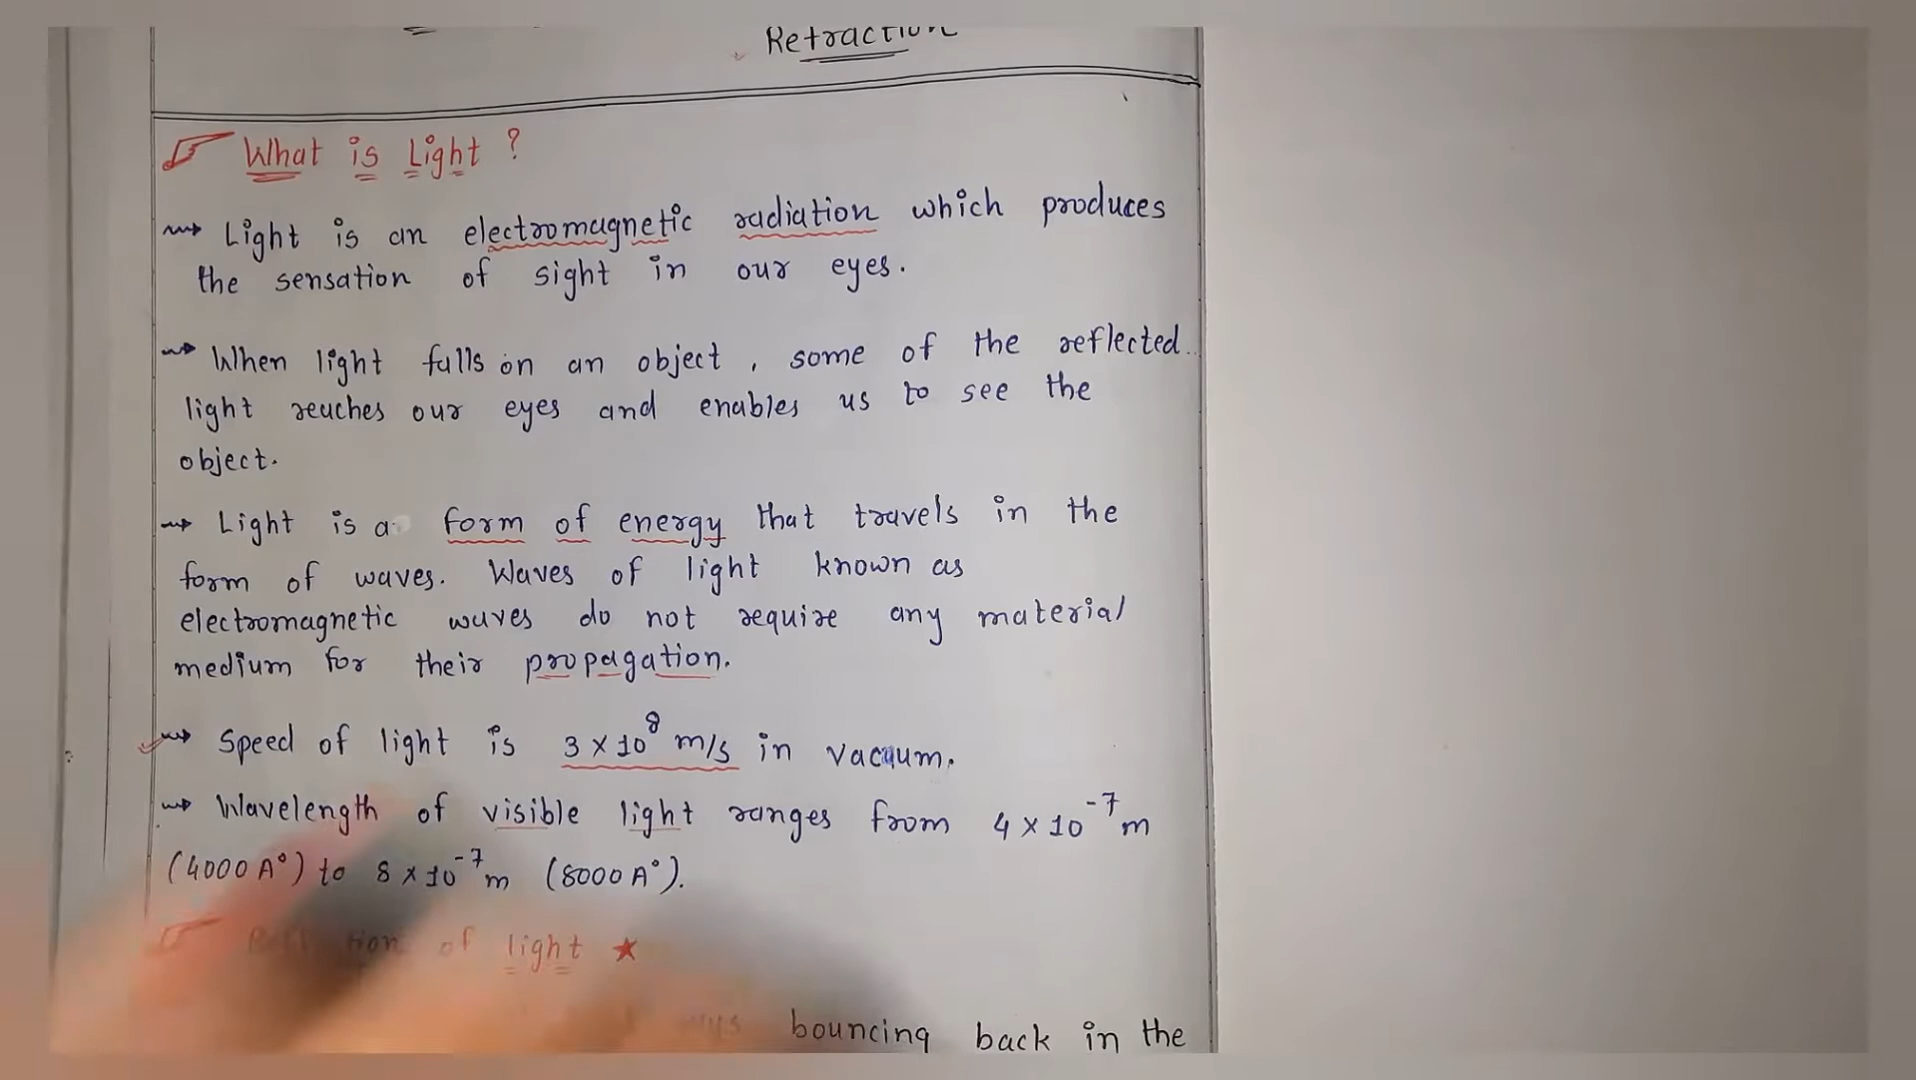 What is Light ?
Light is an electromagnetic radiation which produces
the sensation of sight in our eyes.
When light falls on an object , some of the reflected
light reaches our eyes and enables us to see the
object.
Light is a form of energy that travels in the
form of waves. Waves of light known as
electromagnetic waves do not require any material
medium for their propagation.
Speed of light is 3 × 10⁸ m/s in vacuum.
Wavelength of visible light ranges from 4 × 10⁻⁷ m
(4000 A°) to 8 × 10⁻⁷ m (8000 A°).
of light ★
bouncing back in the